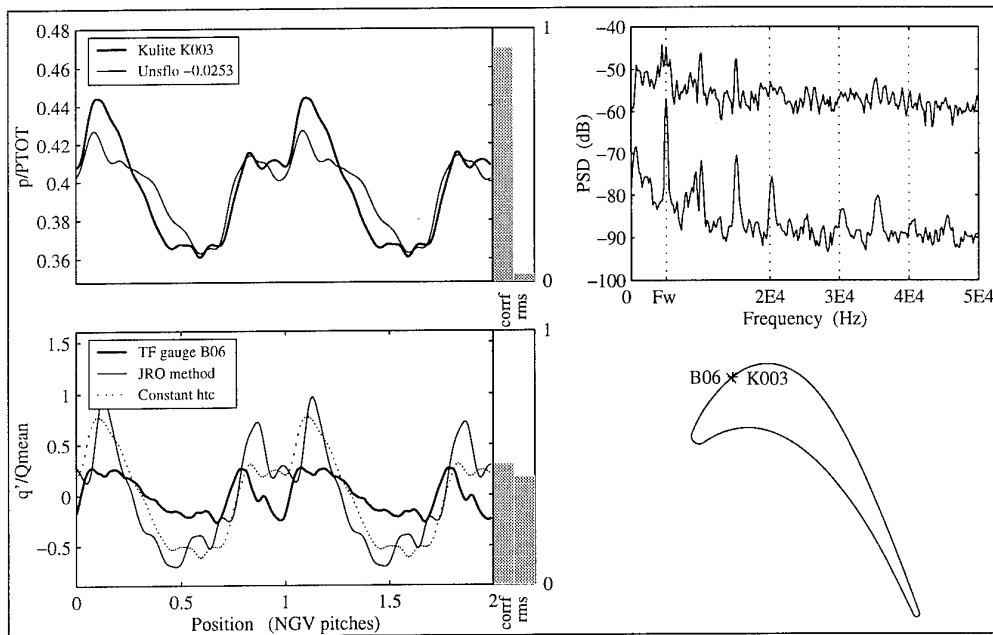 0.48
0.46
0.44
0.42
0.4
0.38
0.36
p/PTOT
Kulite K003
Unsflo -0.0253
1
0
corrf
rms
-40
-50
-60
-70
-80
-90
-100
PSD (dB)
0 Fw 2E4 3E4 4E4 5E4
Frequency (Hz)
1.5
1
0.5
0
-0.5
q'/Qmean
TF gauge B06
JRO method
Constant htc
1
0
corrf
rms
0 0.5 1 1.5 2
Position (NGV pitches)
B06 K003